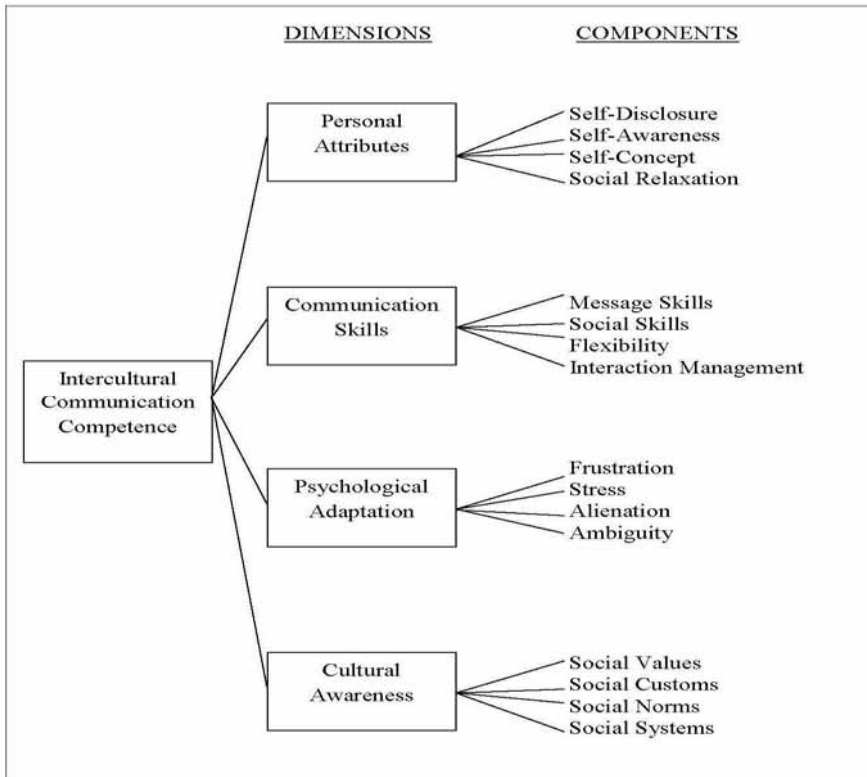 DIMENSIONS
COMPONENTS
Personal
Attributes
Self-Disclosure
Self-Awareness
Self-Concept
Social Relaxation
Communication
Skills
Message Skills
Social Skills
Flexibility
Interaction Management
Intercultural
Communication
Competence
Psychological
Adaptation
Frustration
Stress
Alienation
Ambiguity
Cultural
Awareness
Social Values
Social Customs
Social Norms
Social Systems